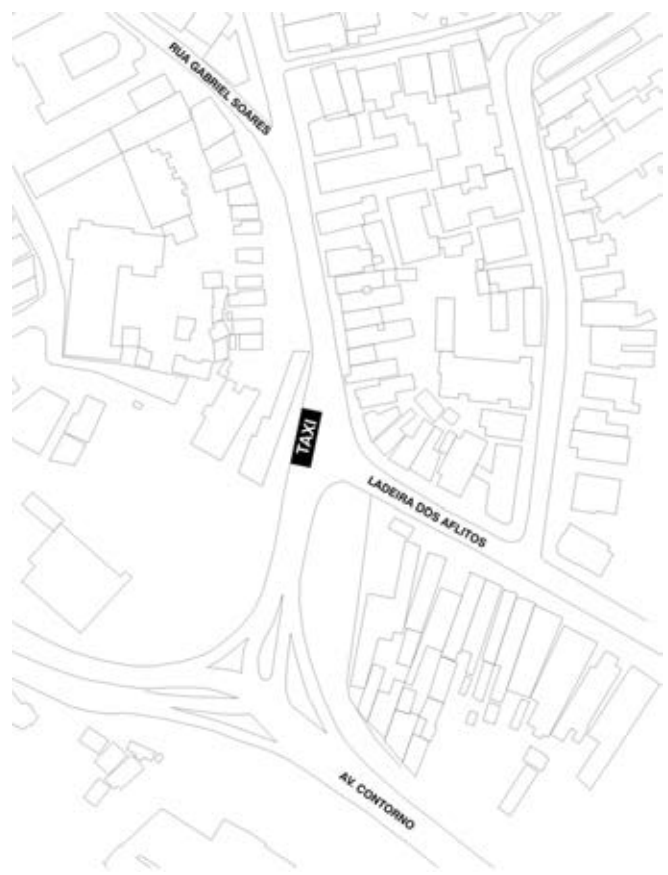 RUA GABRIEL SOARES
TAXI
LADEIRA DOS AFLITOS
AV. CONTORNO